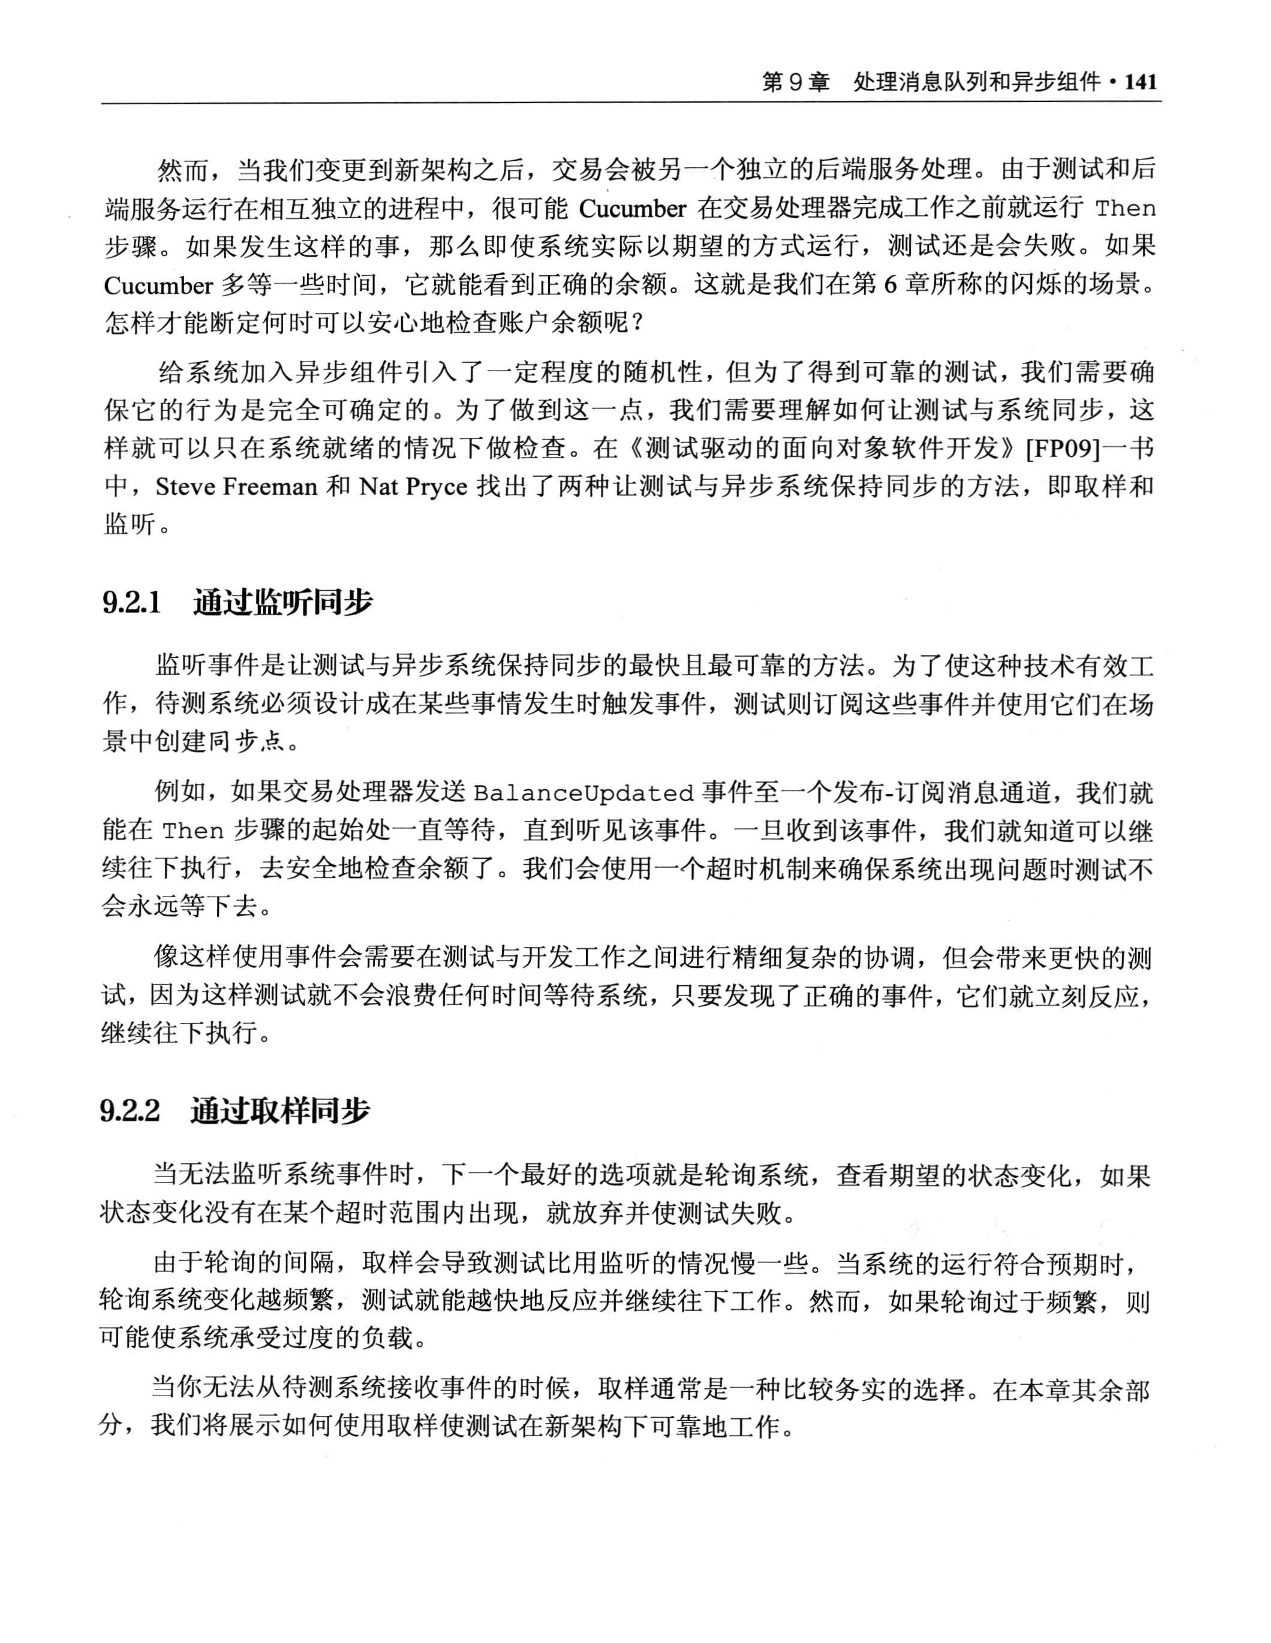 第 9 章　处理消息队列和异步组件 · 141
然而，当我们变更到新架构之后，交易会被另一个独立的后端服务处理。由于测试和后
端服务运行在相互独立的进程中，很可能 Cucumber 在交易处理器完成工作之前就运行 Then
步骤。如果发生这样的事，那么即使系统实际以期望的方式运行，测试还是会失败。如果
Cucumber 多等一些时间，它就能看到正确的余额。这就是我们在第 6 章所称的闪烁的场景。
怎样才能断定何时可以安心地检查账户余额呢？
给系统加入异步组件引入了一定程度的随机性，但为了得到可靠的测试，我们需要确
保它的行为是完全可确定的。为了做到这一点，我们需要理解如何让测试与系统同步，这
样就可以只在系统就绪的情况下做检查。在《测试驱动的面向对象软件开发》[FP09]一书
中，Steve Freeman 和 Nat Pryce 找出了两种让测试与异步系统保持同步的方法，即取样和
监听。
9.2.1　通过监听同步
监听事件是让测试与异步系统保持同步的最快且最可靠的方法。为了使这种技术有效工
作，待测系统必须设计成在某些事情发生时触发事件，测试则订阅这些事件并使用它们在场
景中创建同步点。
例如，如果交易处理器发送 BalanceUpdated 事件至一个发布-订阅消息通道，我们就
能在 Then 步骤的起始处一直等待，直到听见该事件。一旦收到该事件，我们就知道可以继
续往下执行，去安全地检查余额了。我们会使用一个超时机制来确保系统出现问题时测试不
会永远等下去。
像这样使用事件会需要在测试与开发工作之间进行精细复杂的协调，但会带来更快的测
试，因为这样测试就不会浪费任何时间等待系统，只要发现了正确的事件，它们就立刻反应，
继续往下执行。
9.2.2　通过取样同步
当无法监听系统事件时，下一个最好的选项就是轮询系统，查看期望的状态变化，如果
状态变化没有在某个超时范围内出现，就放弃并使测试失败。
由于轮询的间隔，取样会导致测试比用监听的情况慢一些。当系统的运行符合预期时，
轮询系统变化越频繁，测试就能越快地反应并继续往下工作。然而，如果轮询过于频繁，则
可能使系统承受过度的负载。
当你无法从待测系统接收事件的时候，取样通常是一种比较务实的选择。在本章其余部
分，我们将展示如何使用取样使测试在新架构下可靠地工作。